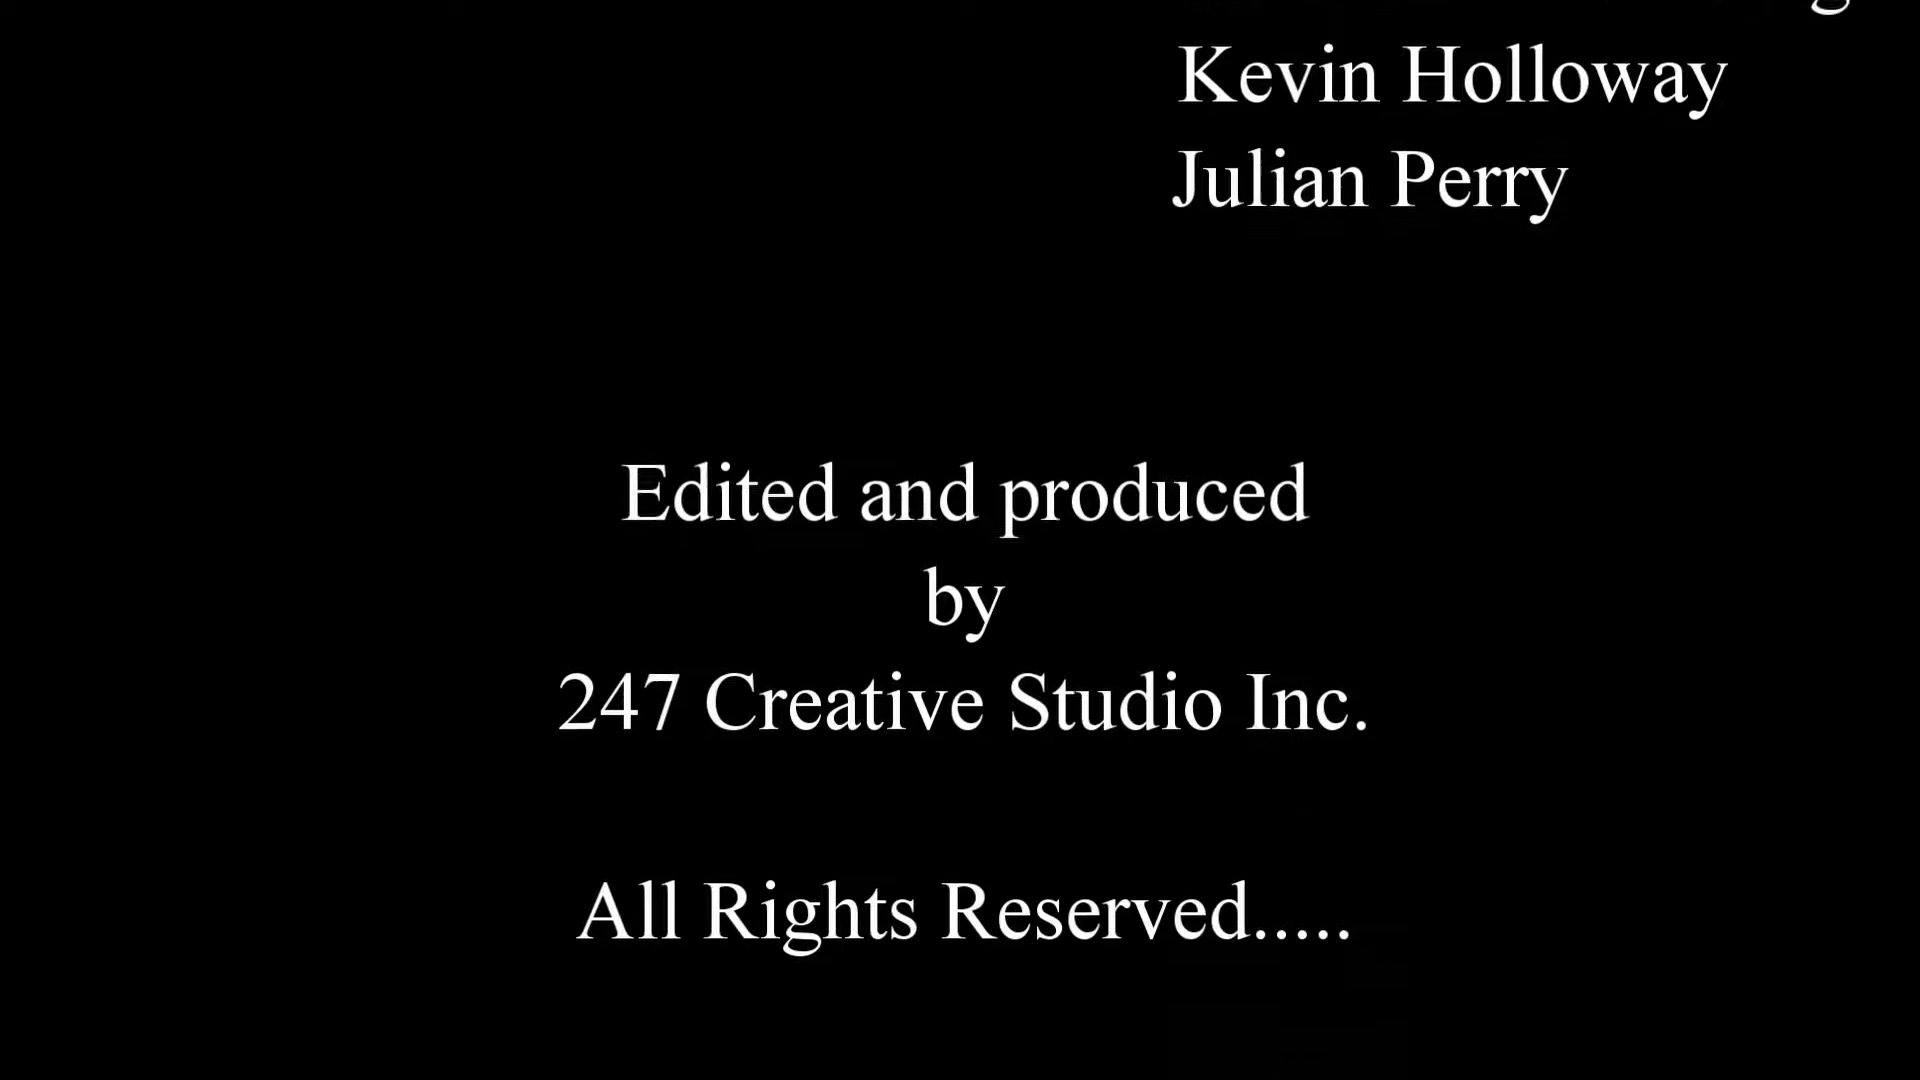 Kevin Holloway
Julian Perry
Edited and produced
by
247 Creative Studio Inc.
All Rights Reserved.....